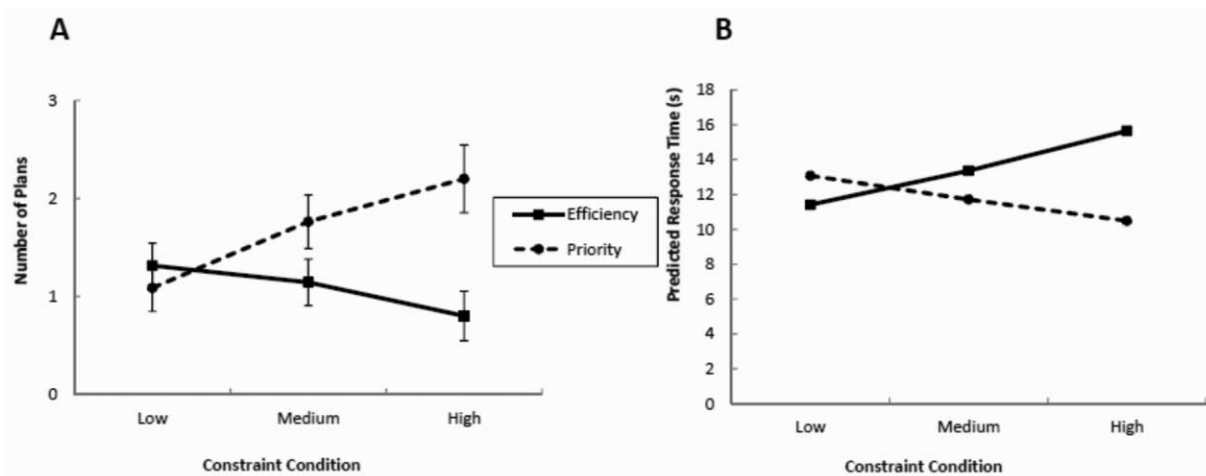 A
Number of Plans
3
2
1
0
Low Medium High
Constraint Condition
Efficiency
Priority
B
Predicted Response Time (s)
18
16
14
12
10
8
6
4
2
0
Low Medium High
Constraint Condition